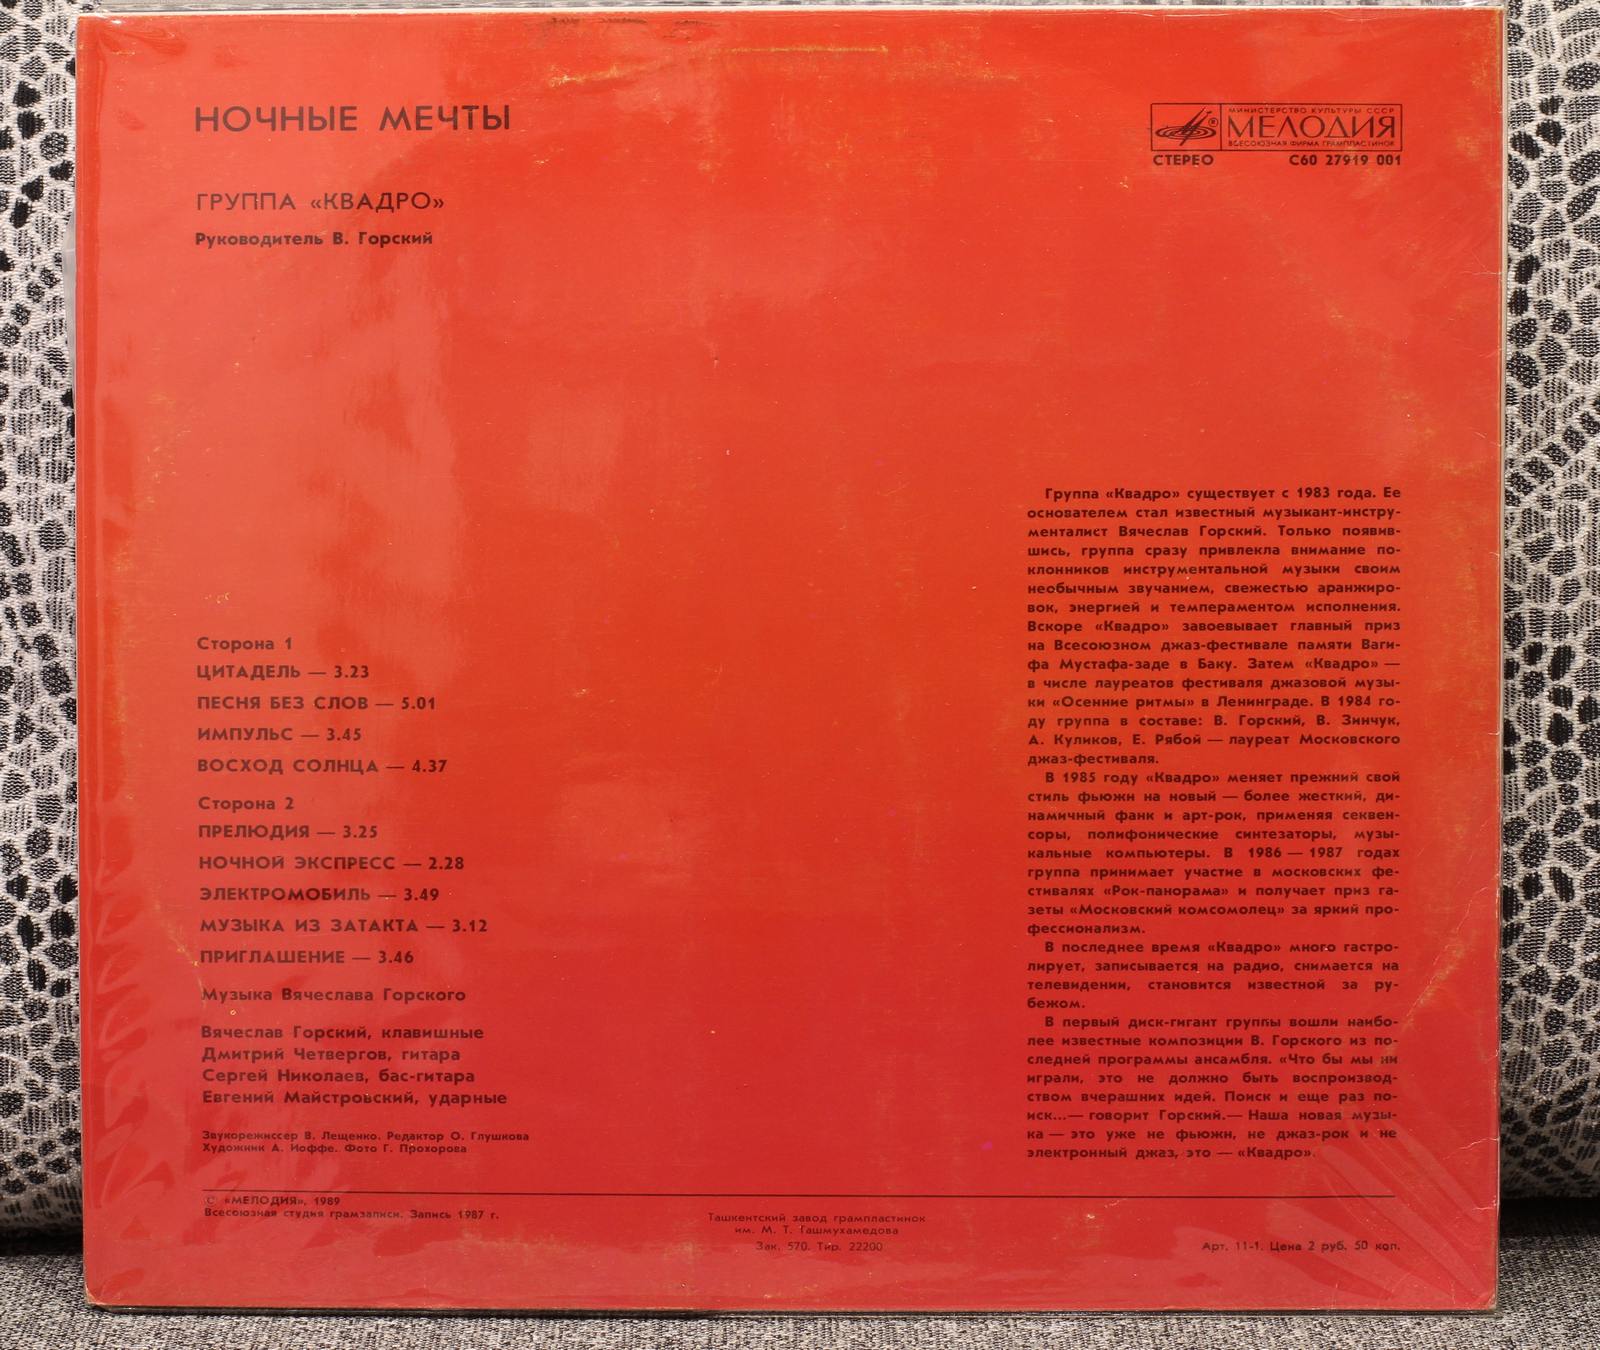 НОЧНЫЕ МЕЧТЫ
ГРУППА «КВАДРО»
Руководитель В. Горский
МИНИСТЕРСТВО КУЛЬТУРЫ СССР
МЕЛОДИЯ
ВСЕСОЮЗНАЯ ФИРМА ГРАМПЛАСТИНОК
СТЕРЕО С60 27919 001
Сторона 1
ЦИТАДЕЛЬ — 3.23
ПЕСНЯ БЕЗ СЛОВ — 5.01
ИМПУЛЬС — 3.45
ВОСХОД СОЛНЦА — 4.37
Сторона 2
ПРЕЛЮДИЯ — 3.25
НОЧНОЙ ЭКСПРЕСС — 2.28
ЭЛЕКТРОМОБИЛЬ — 3.49
МУЗЫКА ИЗ ЗАТАКТА — 3.12
ПРИГЛАШЕНИЕ — 3.46
Музыка Вячеслава Горского
Вячеслав Горский, клавишные
Дмитрий Четвергов, гитара
Сергей Николаев, бас-гитара
Евгений Майстровский, ударные
Звукорежиссер В. Лещенко. Редактор О. Глушкова
Художник А. Иоффе. Фото Г. Прохорова
Группа «Квадро» существует с 1983 года. Ее
основателем стал известный музыкант-инстру-
менталист Вячеслав Горский. Только появив-
шись, группа сразу привлекла внимание по-
клонников инструментальной музыки своим
необычным звучанием, свежестью аранжиро-
вок, энергией и темпераментом исполнения.
Вскоре «Квадро» завоевывает главный приз
на Всесоюзном джаз-фестивале памяти Ваги-
фа Мустафа-заде в Баку. Затем «Квадро» —
в числе лауреатов фестиваля джазовой музы-
ки «Осенние ритмы» в Ленинграде. В 1984 го-
ду группа в составе: В. Горский, В. Зинчук,
А. Куликов, Е. Рябой — лауреат Московского
джаз-фестиваля.
В 1985 году «Квадро» меняет прежний свой
стиль фьюжн на новый — более жесткий, ди-
намичный фанк и арт-рок, применяя секвен-
соры, полифонические синтезаторы, музы-
кальные компьютеры. В 1986 — 1987 годах
группа принимает участие в московских фе-
стивалях «Рок-панорама» и получает приз га-
зеты «Московский комсомолец» за яркий про-
фессионализм.
В последнее время «Квадро» много гастро-
лирует, записывается на радио, снимается на
телевидении, становится известной за ру-
бежом.
В первый диск-гигант группы вошли наибо-
лее известные композиции В. Горского из по-
следней программы ансамбля. «Что бы мы ни
играли, это не должно быть воспроизвод-
ством вчерашних идей. Поиск и еще раз по-
иск...— говорит Горский.— Наша новая музы-
ка — это уже не фьюжн, не джаз-рок и не
электронный джаз, это — «Квадро».
© «МЕЛОДИЯ», 1989
Всесоюзная студия грамзаписи. Запись 1987 г.
Ташкентский завод грампластинок
им. М. Т. Ташмухамедова
Зак. 570. Тир. 22200
Арт. 11-1. Цена 2 руб. 50 коп.